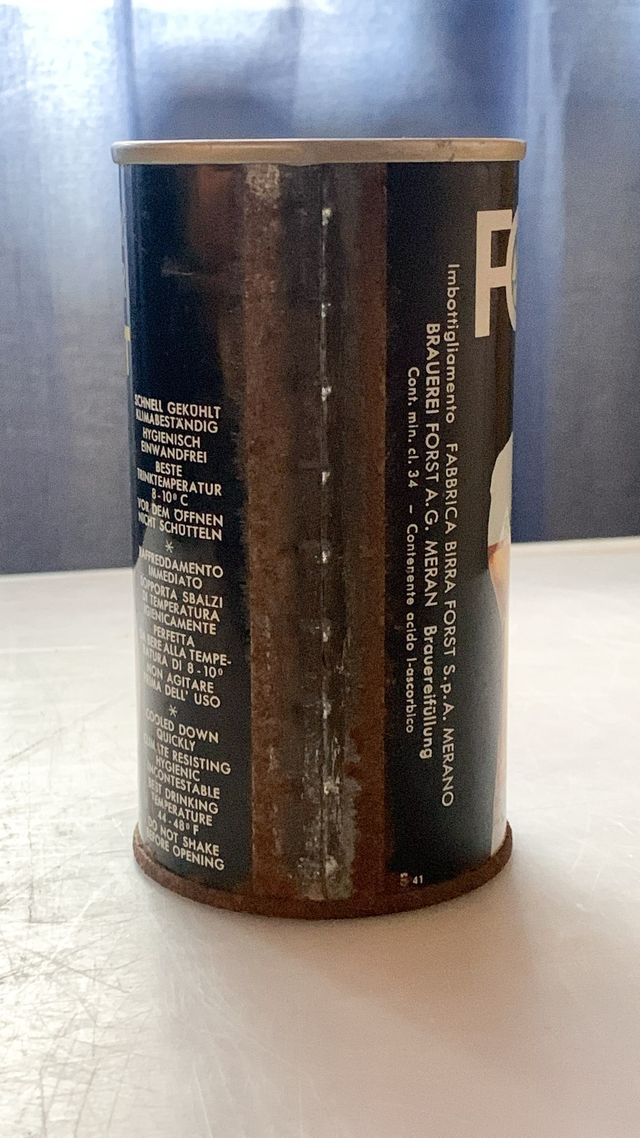 SCHNELL GEKÜHLT
KLIMABESTÄNDIG
HYGIENISCH
EINWANDFREI
BESTE
TRINKTEMPERATUR
8-10° C
VOR DEM ÖFFNEN
NICHT SCHÜTTELN
*
RAFFREDDAMENTO
IMMEDIATO
SOPPORTA SBALZI
DI TEMPERATURA
IGIENICAMENTE
PERFETTA
DA BERE ALLA TEMPE-
RATURA DI 8-10°
NON AGITARE
PRIMA DELL' USO
*
COOLED DOWN
QUICKLY
CLIMATE RESISTING
HYGIENIC
INCONTESTABLE
BEST DRINKING
TEMPERATURE
44-48° F
DO NOT SHAKE
BEFORE OPENING
Imbottigliamento FABBRICA BIRRA FORST S.p.A. MERANO
BRAUEREI FORST A.G. MERAN Brauereifüllung
Cont. min. cl. 34 - Contenente acido l-ascorbico
41